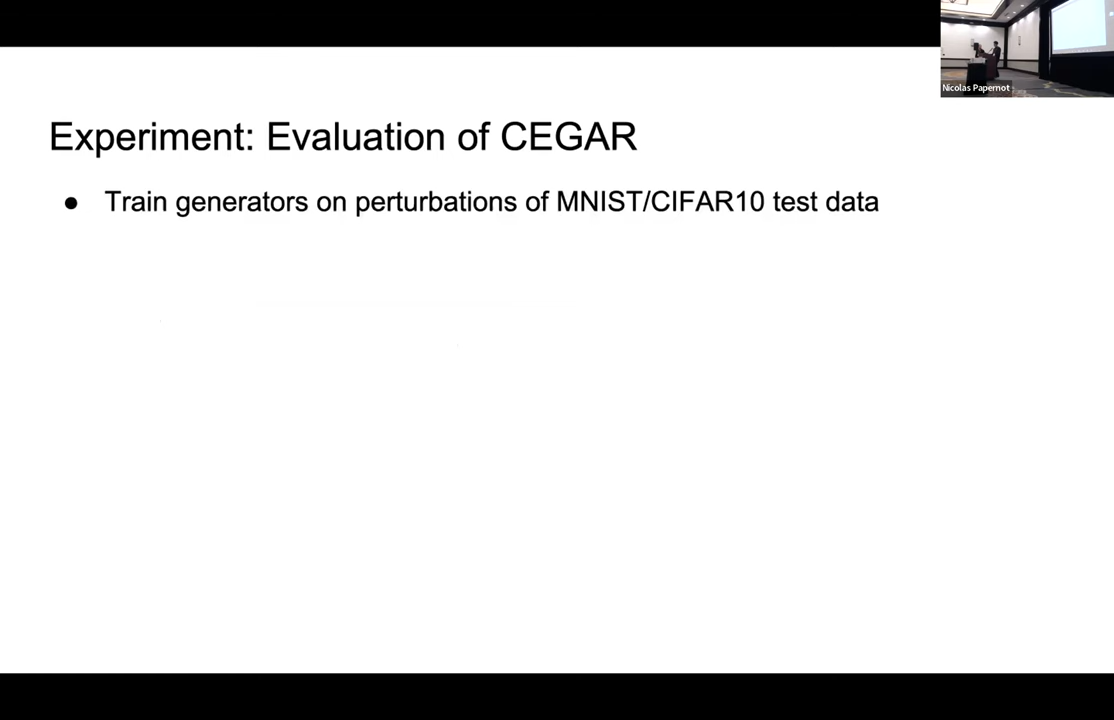 Nicolas Papernot
Experiment: Evaluation of CEGAR
● Train generators on perturbations of MNIST/CIFAR10 test data